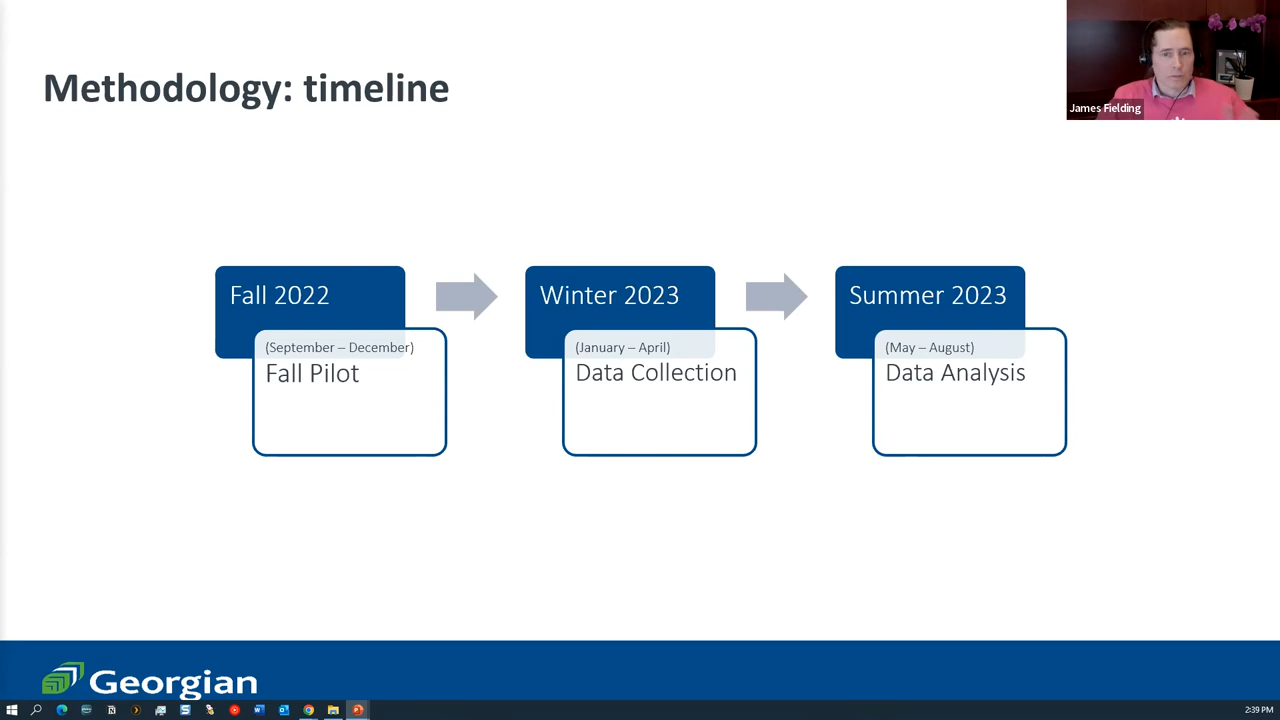 Methodology: timeline
James Fielding
Fall 2022
(September – December)
Fall Pilot
Winter 2023
(January – April)
Data Collection
Summer 2023
(May – August)
Data Analysis
Georgian
2:39 PM